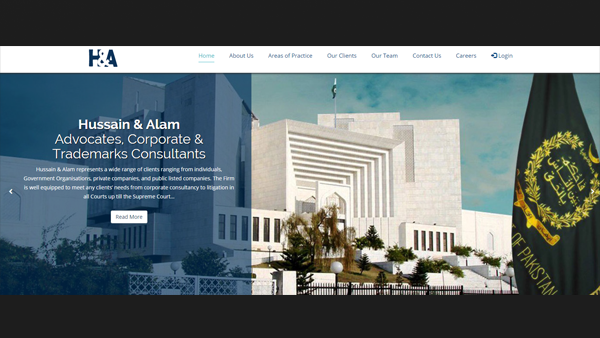 H&A
Home About Us Areas of Practice Our Clients Our Team Contact Us Careers Login
Hussain & Alam
Advocates, Corporate &
Trademarks Consultants
Hussain & Alam represents a wide range of clients ranging from individuals,
Government Organisations, private companies, and public listed companies. The Firm
is well equipped to meet any clients' needs from corporate consultancy to litigation in
all Courts up till the Supreme Court...
Read More
OF PAKISTAN